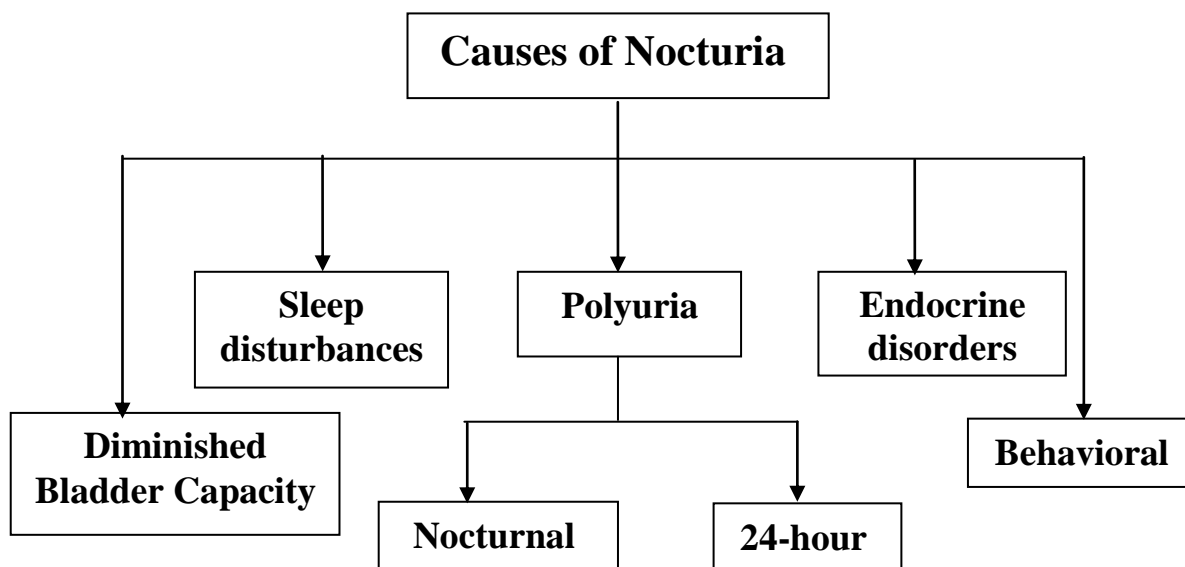 Causes of Nocturia
Sleep
disturbances
Polyuria
Endocrine
disorders
Diminished
Bladder Capacity
Behavioral
Nocturnal
24-hour